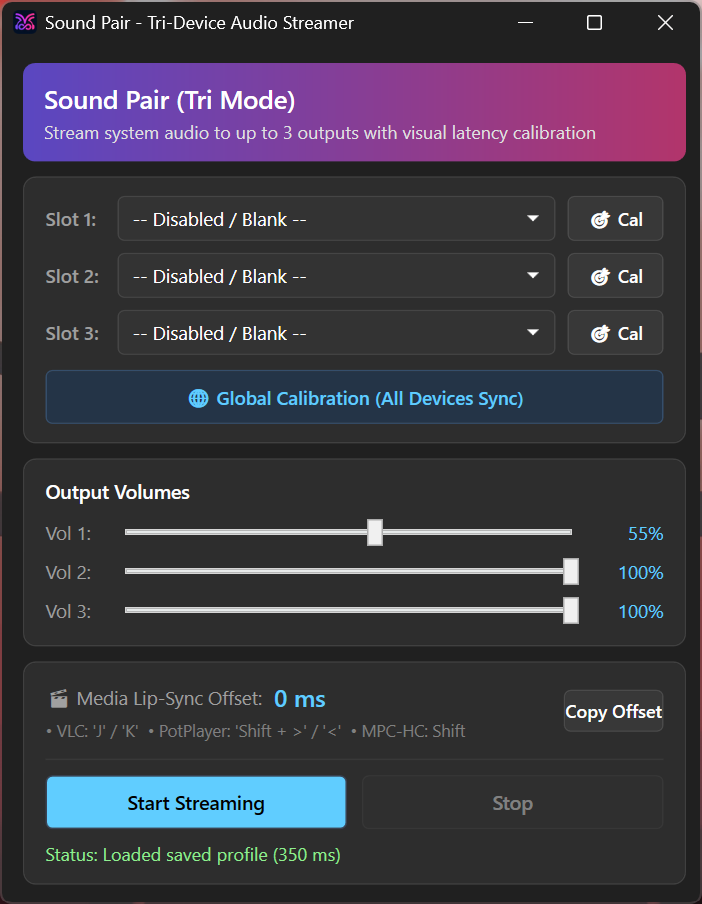 Sound Pair - Tri-Device Audio Streamer
Sound Pair (Tri Mode)
Stream system audio to up to 3 outputs with visual latency calibration
Slot 1: -- Disabled / Blank -- Cal
Slot 2: -- Disabled / Blank -- Cal
Slot 3: -- Disabled / Blank -- Cal
Global Calibration (All Devices Sync)
Output Volumes
Vol 1: 55%
Vol 2: 100%
Vol 3: 100%
Media Lip-Sync Offset: 0 ms
Copy Offset
• VLC: 'J' / 'K' • PotPlayer: 'Shift + >' / '<' • MPC-HC: Shift
Start Streaming Stop
Status: Loaded saved profile (350 ms)